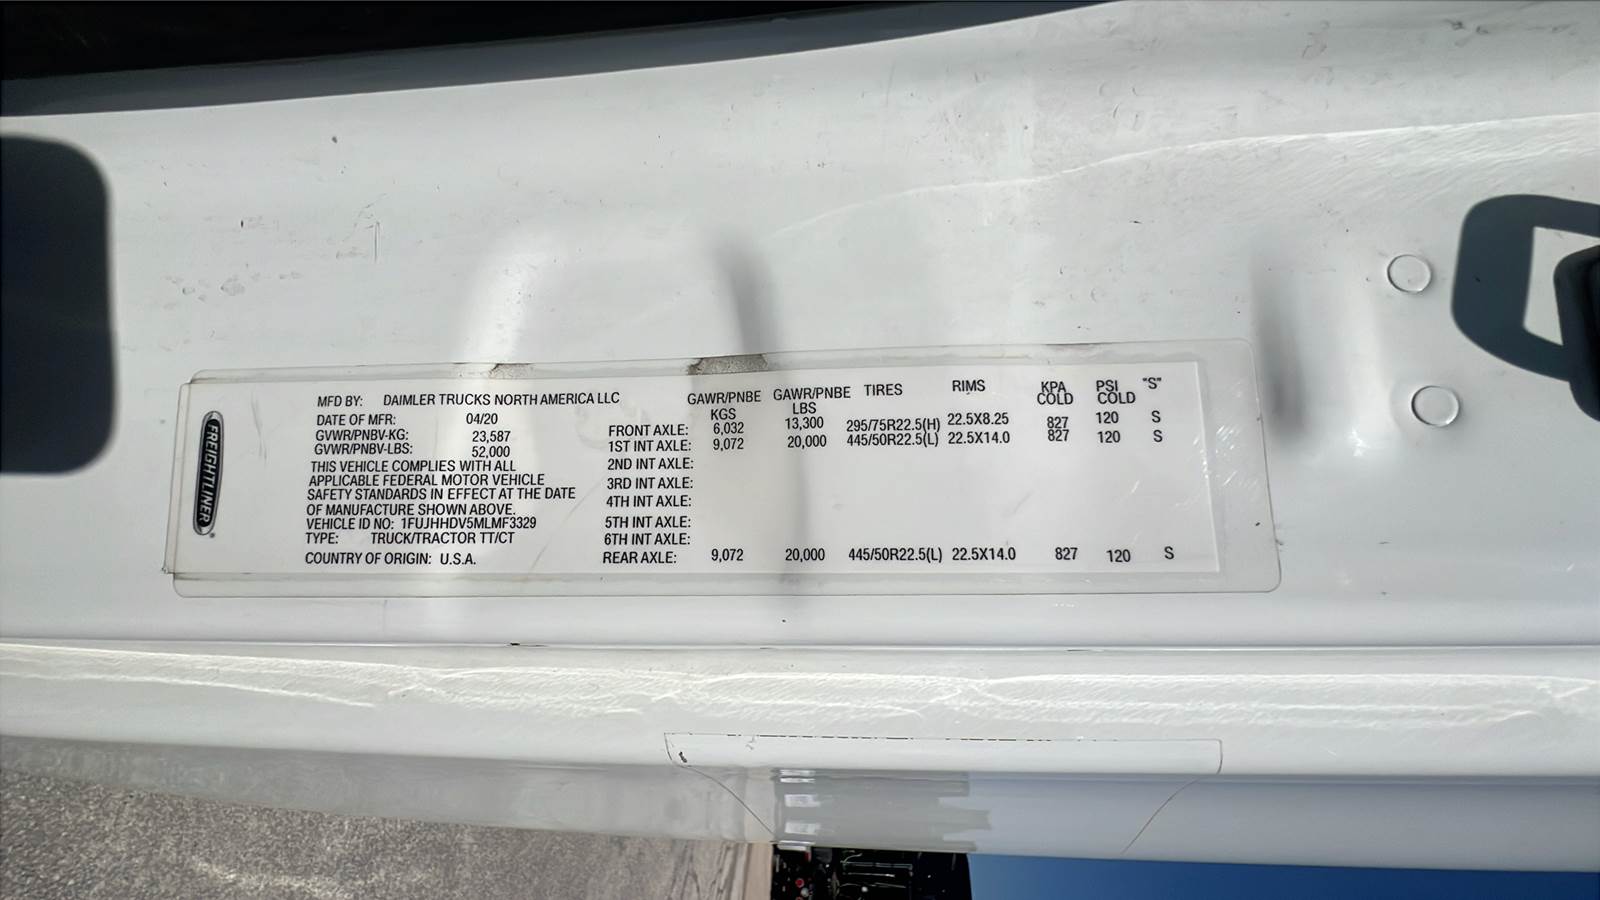 FREIGHTLINER
MFD BY: DAIMLER TRUCKS NORTH AMERICA LLC
DATE OF MFR: 04/20
GVWR/PNBV-KG: 23,587
GVWR/PNBV-LBS: 52,000
THIS VEHICLE COMPLIES WITH ALL
APPLICABLE FEDERAL MOTOR VEHICLE
SAFETY STANDARDS IN EFFECT AT THE DATE
OF MANUFACTURE SHOWN ABOVE.
VEHICLE ID NO: 1FUJHHDV5MLMF3329
TYPE: TRUCK/TRACTOR TT/CT
COUNTRY OF ORIGIN: U.S.A.
GAWR/PNBE KGS GAWR/PNBE LBS TIRES RIMS KPA COLD PSI COLD "S"
FRONT AXLE: 6,032 13,300 295/75R22.5(H) 22.5X8.25 827 120 S
1ST INT AXLE: 9,072 20,000 445/50R22.5(L) 22.5X14.0 827 120 S
2ND INT AXLE:
3RD INT AXLE:
4TH INT AXLE:
5TH INT AXLE:
6TH INT AXLE:
REAR AXLE: 9,072 20,000 445/50R22.5(L) 22.5X14.0 827 120 S